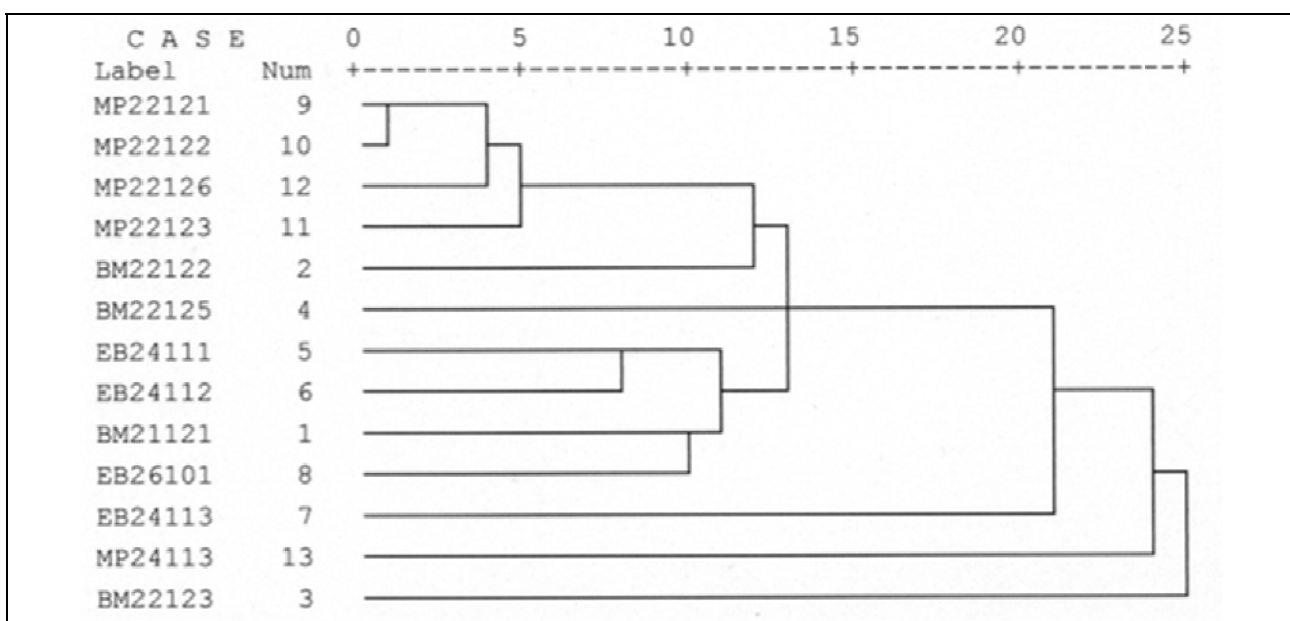 C A S E 0 5 10 15 20 25
Label Num +---------+---------+---------+---------+---------+
MP22121 9
MP22122 10
MP22126 12
MP22123 11
BM22122 2
BM22125 4
EB24111 5
EB24112 6
BM21121 1
EB26101 8
EB24113 7
MP24113 13
BM22123 3